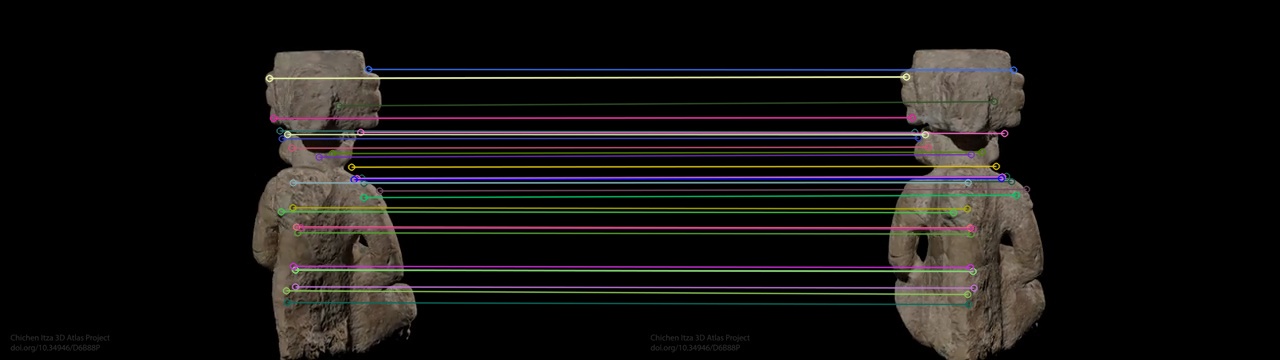 Chichen Itza 3D Atlas Project
doi.org/10.34946/D6B88P
Chichen Itza 3D Atlas Project
doi.org/10.34946/D6B88P